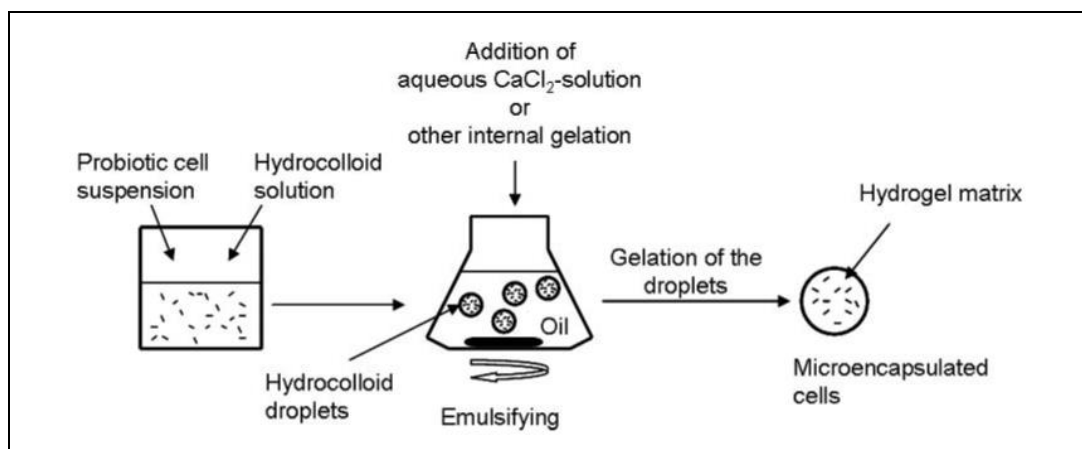 Addition of
aqueous CaCl₂-solution
or
other internal gelation
Probiotic cell
suspension
Hydrocolloid
solution
Hydrogel matrix
Gelation of the
droplets
Oil
Hydrocolloid
droplets
Emulsifying
Microencapsulated
cells